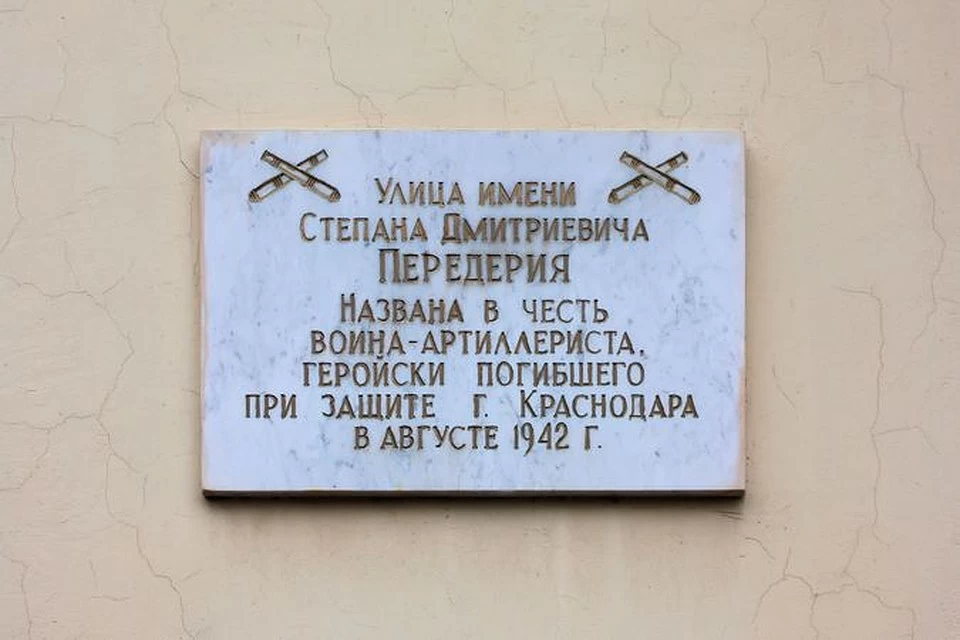 Улица имени
Степана Дмитриевича
Передерия
Названа в честь
воина-артиллериста,
геройски погибшего
при защите г. Краснодара
в августе 1942 г.